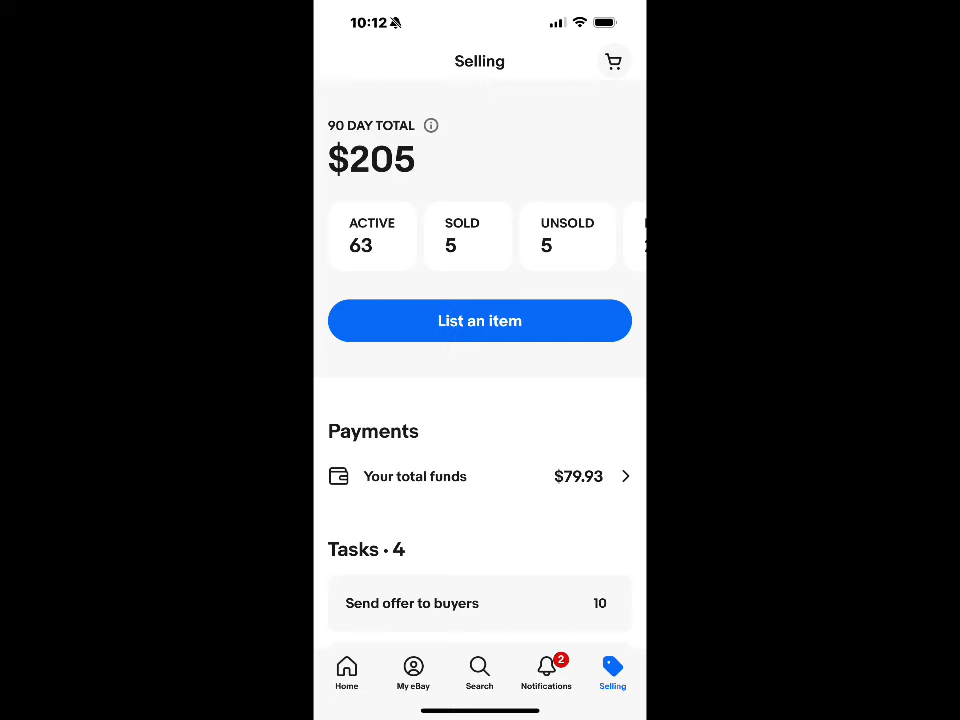 10:12
Selling
90 DAY TOTAL
$205
ACTIVE SOLD UNSOLD
63 5 5
List an item
Payments
Your total funds $79.93
Tasks • 4
Send offer to buyers 10
2
Home My eBay Search Notifications Selling